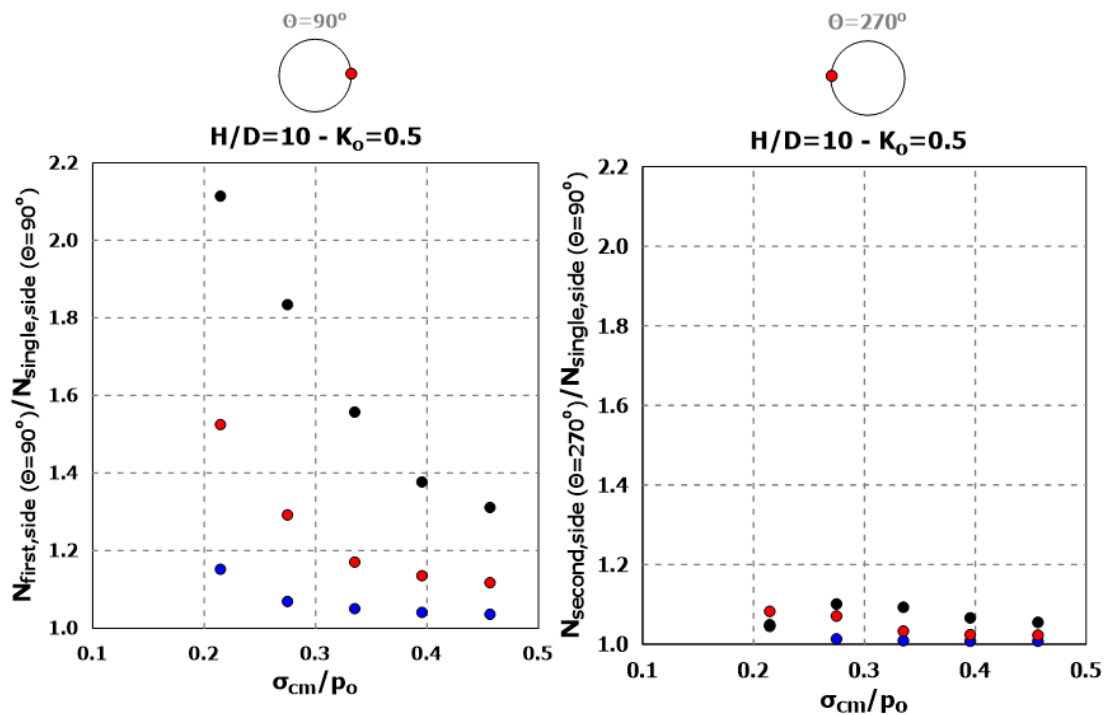 Θ=90°
H/D=10 - Ko=0.5
Nfirst,side (Θ=90°)/Nsingle,side (Θ=90°)
2.2
2.0
1.8
1.6
1.4
1.2
1.0
0.1 0.2 0.3 0.4 0.5
σcm/po
Θ=270°
H/D=10 - Ko=0.5
Nsecond,side (Θ=270°)/Nsingle,side (Θ=90°)
2.2
2.0
1.8
1.6
1.4
1.2
1.0
0.1 0.2 0.3 0.4 0.5
σcm/po